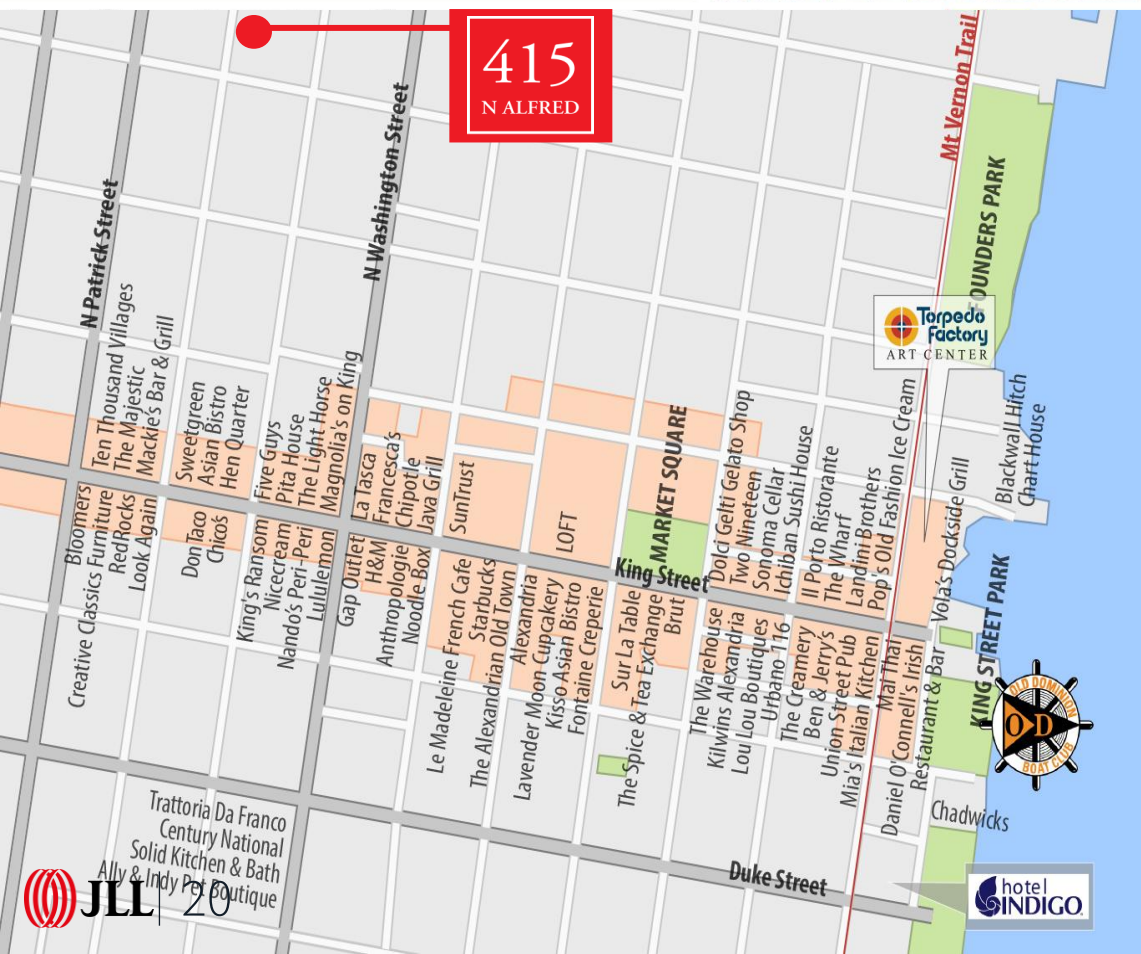 415
N ALFRED
Mt Vernon Trail
N Washington Street
N Patrick Street
FOUNDERS PARK
Torpedo
Factory
ART CENTER
Ten Thousand Villages
The Majestic
Mackie's Bar & Grill
Sweetgreen
Asian Bistro
Hen Quarter
Five Guys
Pita House
The Light Horse
Magnolia's on King
La Tasca
Francesca's
Chipotle
Java Grill
SunTrust
LOFT
MARKET SQUARE
Dolci Gelti Gelato Shop
Two Nineteen
Sonoma Cellar
Ichiban Sushi House
Il Porto Ristorante
The Wharf
Landini Brothers
Pop's Old Fashion Ice Cream
Vola's Dockside Grill
Blackwall Hitch
Chart House
King Street
Bloomers
Creative Classics Furniture
RedRocks
Look Again
Don Taco
Chicos
King's Ransom
Nicecream
Nando's Peri-Peri
Lululemon
Gap Outlet
H&M
Anthropologie
Noodle Box
Le Madeleine French Cafe
Starbucks
The Alexandrian Old Town
Alexandria
Lavender Moon Cupcakery
Kisso Asian Bistro
Fontaine Creperie
Sur La Table
The Spice & Tea Exchange
Brut
The Warehouse
Kilwins Alexandria
Lou Lou Boutiques
Urbano 116
The Creamery
Ben & Jerry's
Union Street Pub
Mia's Italian Kitchen
Mai Thai
Daniel O'Connell's Irish
Restaurant & Bar
KING STREET PARK
OLD DOMINION
OD
BOAT CLUB
Chadwicks
Trattoria Da Franco
Century National
Solid Kitchen & Bath
Ally & Indy Pet Boutique
Duke Street
hotel
INDIGO
JLL | 20